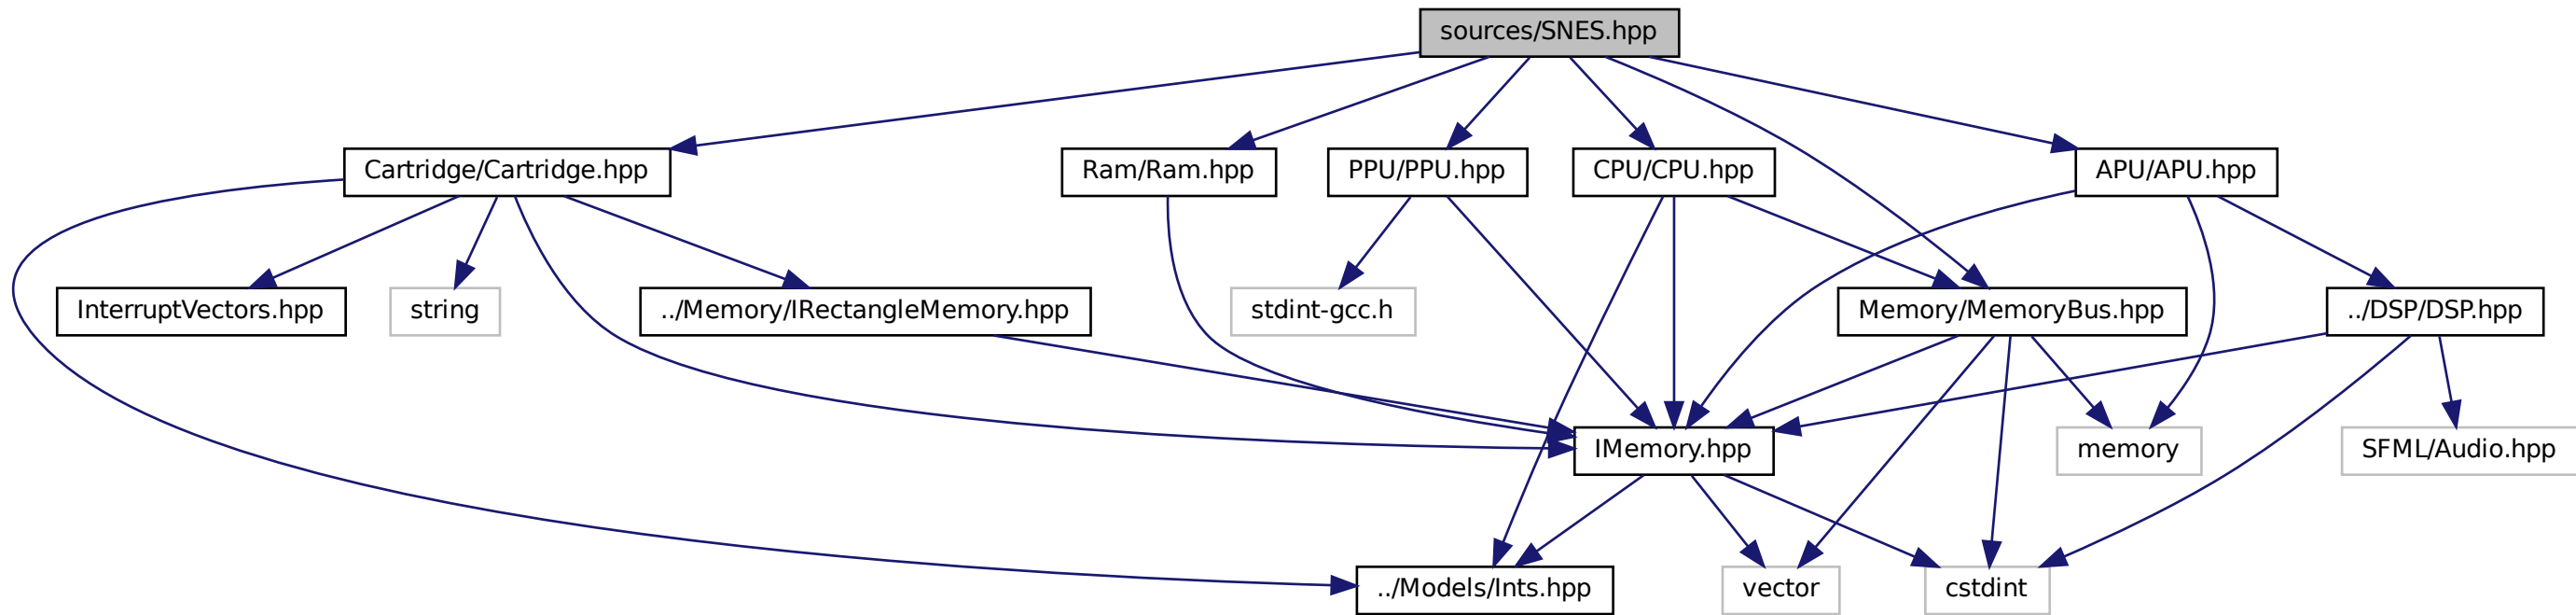 sources/SNES.hpp
Cartridge/Cartridge.hpp
Ram/Ram.hpp
PPU/PPU.hpp
CPU/CPU.hpp
APU/APU.hpp
InterruptVectors.hpp
string
../Memory/IRectangleMemory.hpp
stdint-gcc.h
Memory/MemoryBus.hpp
../DSP/DSP.hpp
IMemory.hpp
memory
SFML/Audio.hpp
../Models/Ints.hpp
vector
cstdint